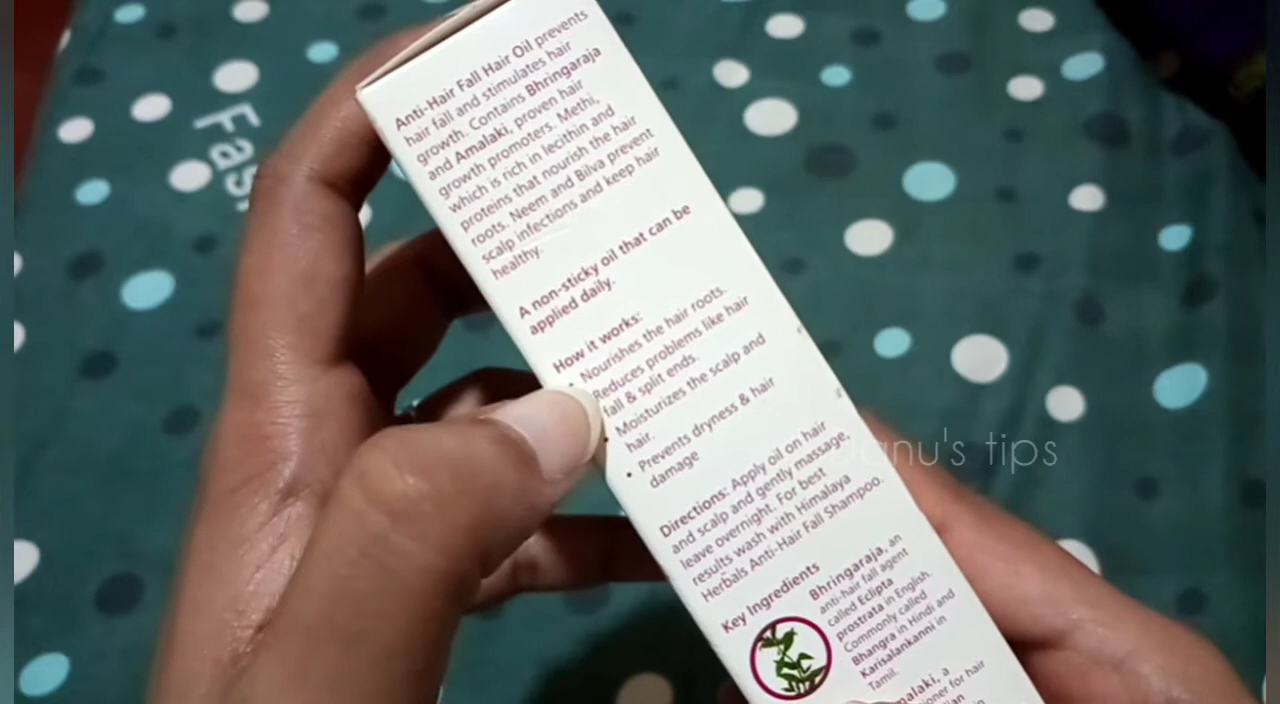 Fas
Anti-Hair Fall Hair Oil prevents
hair fall and stimulates hair
growth. Contains Bhringaraja
and Amalaki, proven hair
growth promoters. Methi,
which is rich in lecithin and
proteins that nourish the hair
roots. Neem and Bilva prevent
scalp infections and keep hair
healthy.
A non-sticky oil that can be
applied daily.
How it works:
• Nourishes the hair roots.
Reduces problems like hair
fall & split ends.
• Moisturizes the scalp and
hair.
• Prevents dryness & hair
damage
Directions: Apply oil on hair
and scalp and gently massage,
leave overnight. For best
results wash with Himalaya
Herbals Anti-Hair Fall Shampoo.
Key Ingredients
Bhringaraja, an
anti-hair fall agent
called Eclipta
prostrata in English.
Commonly called
Bhangra in Hindi and
Karisalankanni in
Tamil.
malaki, a
for hair
tips